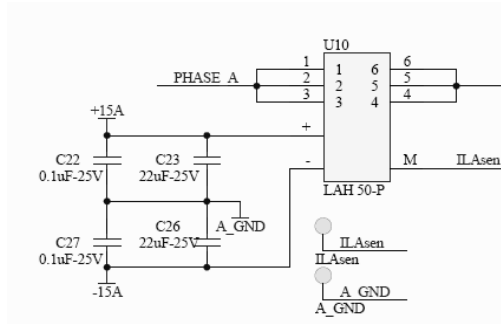 U10
1 1 6 6
PHASE_A 2 2 5 5
3 3 4 4
+15A
+
C22 C23
0.1uF-25V 22uF-25V
- M ILAsen
LAH 50-P
A_GND
C27 C26
0.1uF-25V 22uF-25V
-15A
ILAsen
ILAsen
A_GND
A_GND